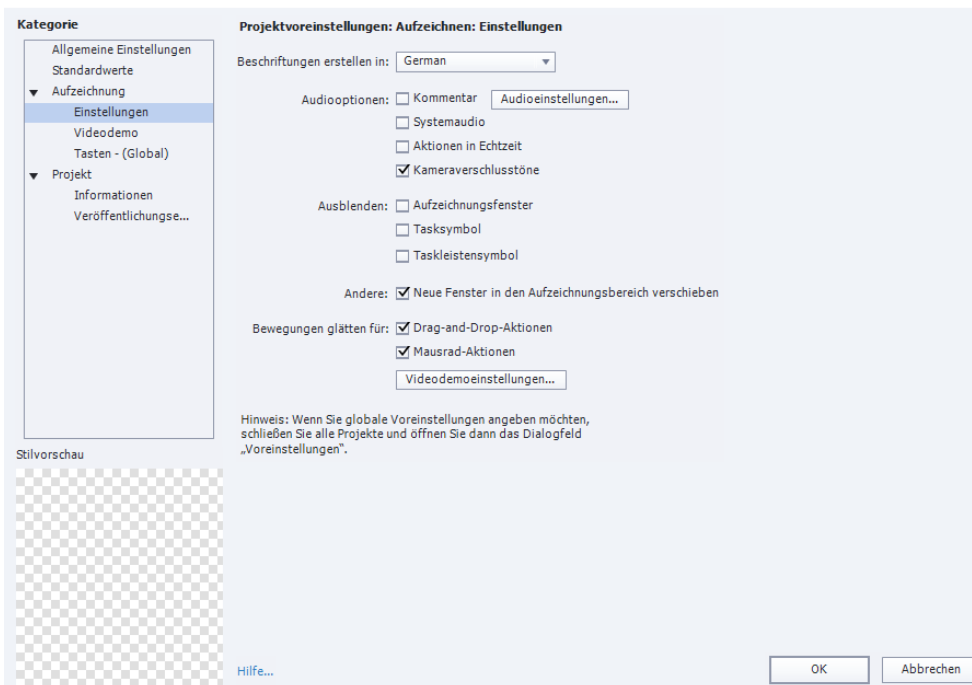 Kategorie
Allgemeine Einstellungen
Standardwerte
Aufzeichnung
Einstellungen
Videodemo
Tasten - (Global)
Projekt
Informationen
Veröffentlichungse...
Stilvorschau
Projektvoreinstellungen: Aufzeichnen: Einstellungen
Beschriftungen erstellen in: German
Audiooptionen: Kommentar Audioeinstellungen...
Systemaudio
Aktionen in Echtzeit
Kameraverschlusstöne
Ausblenden: Aufzeichnungsfenster
Tasksymbol
Taskleistensymbol
Andere: Neue Fenster in den Aufzeichnungsbereich verschieben
Bewegungen glätten für: Drag-and-Drop-Aktionen
Mausrad-Aktionen
Videodemoeinstellungen...
Hinweis: Wenn Sie globale Voreinstellungen angeben möchten,
schließen Sie alle Projekte und öffnen Sie dann das Dialogfeld
„Voreinstellungen".
Hilfe...
OK Abbrechen